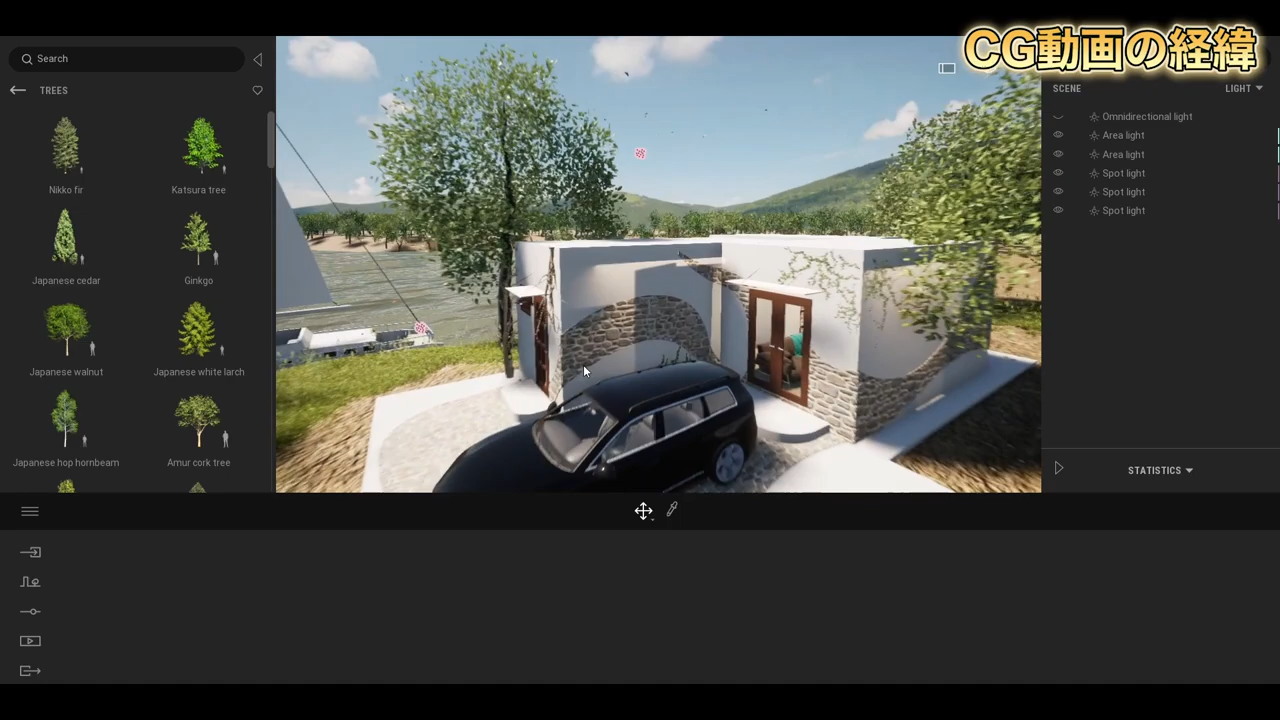 CG動画の経緯
Search
TREES
Nikko fir
Katsura tree
Japanese cedar
Ginkgo
Japanese walnut
Japanese white larch
Japanese hop hornbeam
Amur cork tree
SCENE
LIGHT
Omnidirectional light
Area light
Area light
Spot light
Spot light
Spot light
STATISTICS